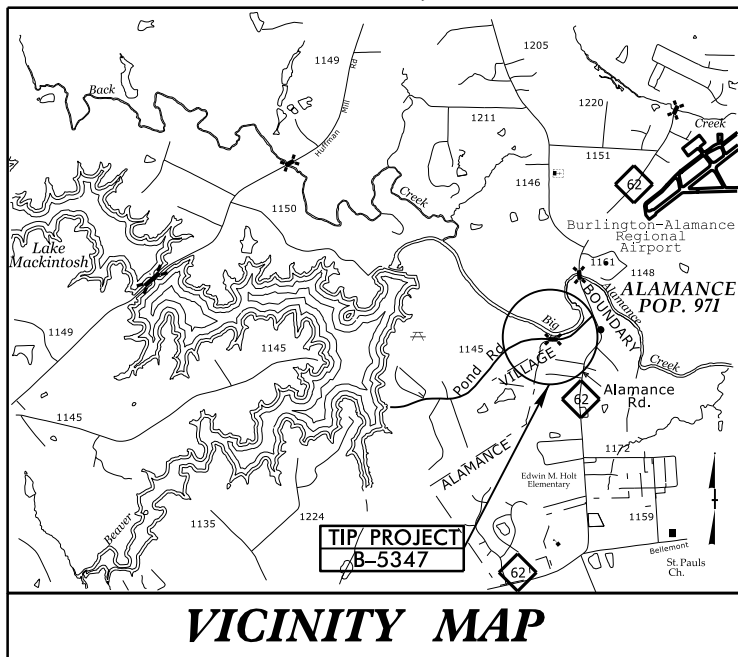 1205
1149
Back
Huffman Mill Rd
1220
1211
Creek
1151
1146
62
Creek
1150
Burlington-Alamance
Regional
Airport
Lake
Mackintosh
1161
1148
ALAMANCE
POP. 971
Alamance
BOUNDARY
Big
1149
1145
1145
Pond Rd
VILLAGE
Creek
Alamance
Rd.
62
1145
ALAMANCE
1172
Edwin M. Holt
Elementary
1224
1135
Beaver
1159
TIP PROJECT
B-5347
Bellemont
St. Pauls
Ch.
62
VICINITY MAP